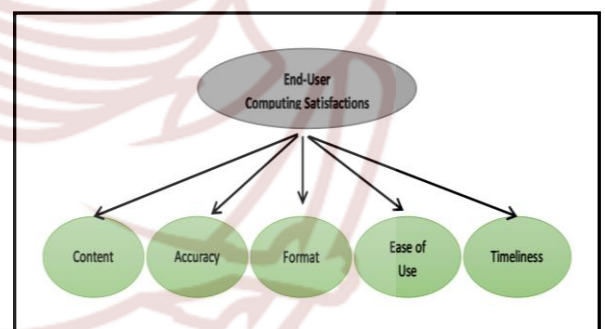 End-User
Computing Satisfactions
Content
Accuracy
Format
Ease of
Use
Timeliness